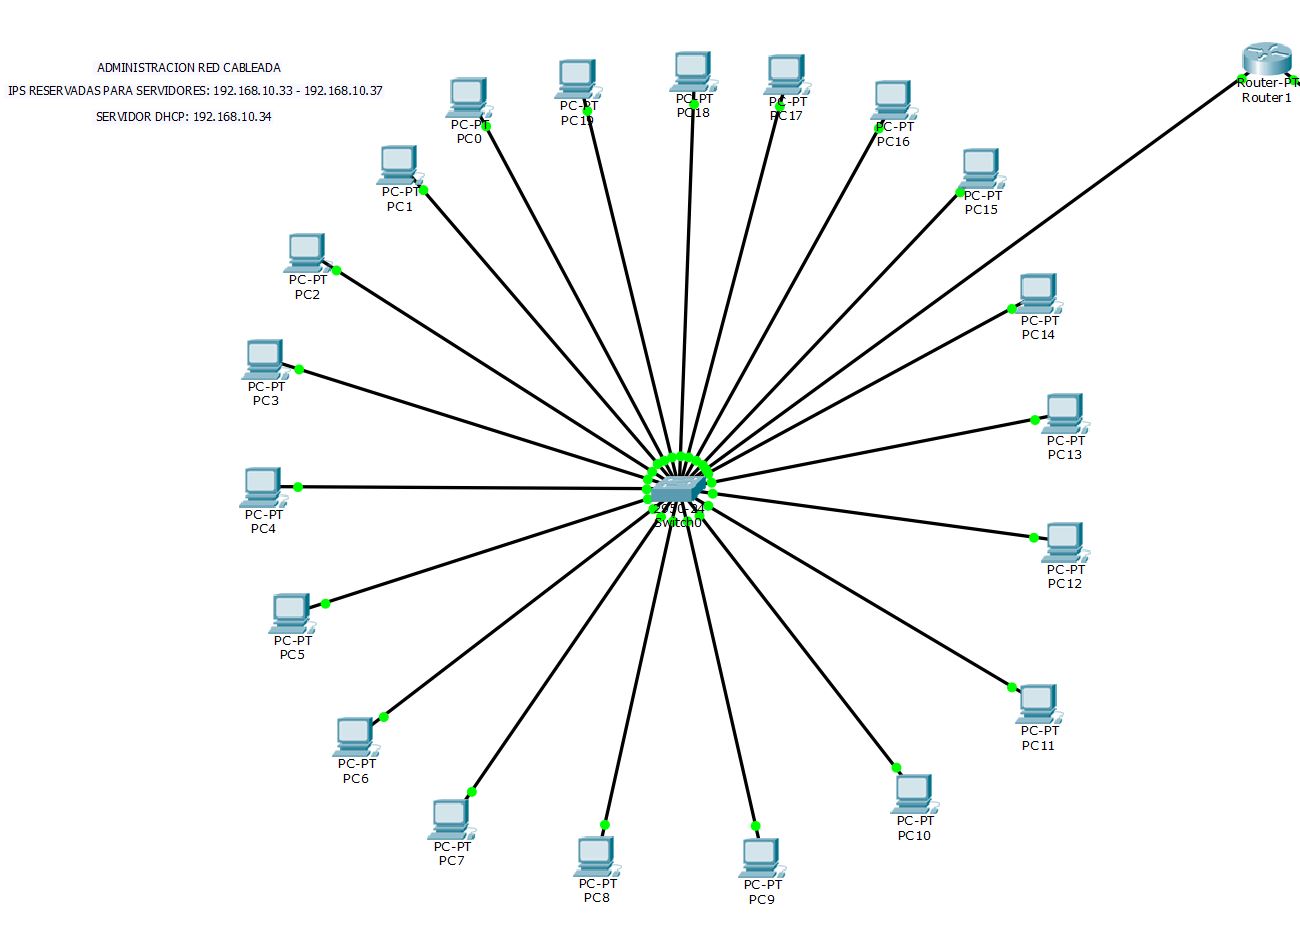 ADMINISTRACION RED CABLEADA
IPS RESERVADAS PARA SERVIDORES: 192.168.10.33 - 192.168.10.37
SERVIDOR DHCP: 192.168.10.34
PC-PT
PC0
PC-PT
PC19
PC-PT
PC18
PC-PT
PC17
PC-PT
PC16
Router-PT
Router1
PC-PT
PC1
PC-PT
PC15
PC-PT
PC2
PC-PT
PC14
PC-PT
PC3
PC-PT
PC13
PC-PT
PC4
2950-24
Switch0
PC-PT
PC12
PC-PT
PC5
PC-PT
PC11
PC-PT
PC6
PC-PT
PC10
PC-PT
PC7
PC-PT
PC8
PC-PT
PC9